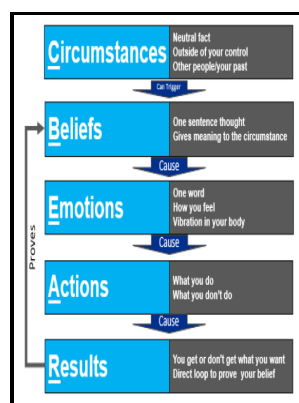 Circumstances
Neutral fact
Outside of your control
Other people/your past
Can Trigger
Beliefs
One sentence thought
Gives meaning to the circumstance
Cause
Emotions
One word
How you feel
Vibration in your body
Cause
Actions
What you do
What you don't do
Cause
Results
You get or don't get what you want
Direct loop to prove your belief
Proves